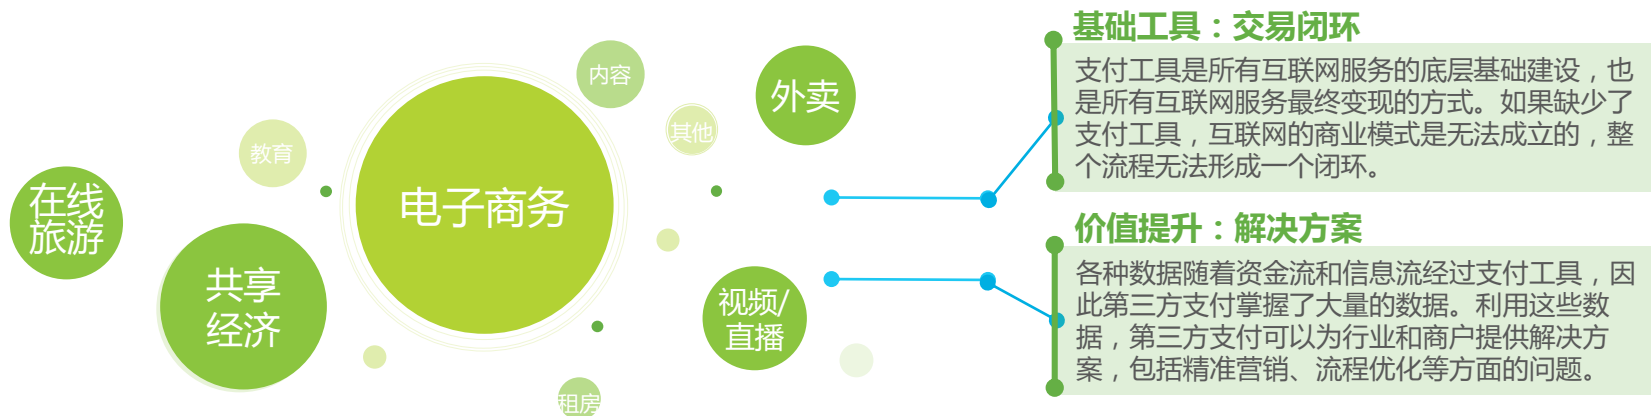 内容
外卖
其他
教育
电子商务
在线
旅游
共享
经济
视频/
直播
租房
基础工具：交易闭环
支付工具是所有互联网服务的底层基础建设，也
是所有互联网服务最终变现的方式。如果缺少了
支付工具，互联网的商业模式是无法成立的，整
个流程无法形成一个闭环。
价值提升：解决方案
各种数据随着资金流和信息流经过支付工具，因
此第三方支付掌握了大量的数据。利用这些数
据，第三方支付可以为行业和商户提供解决方
案，包括精准营销、流程优化等方面的问题。